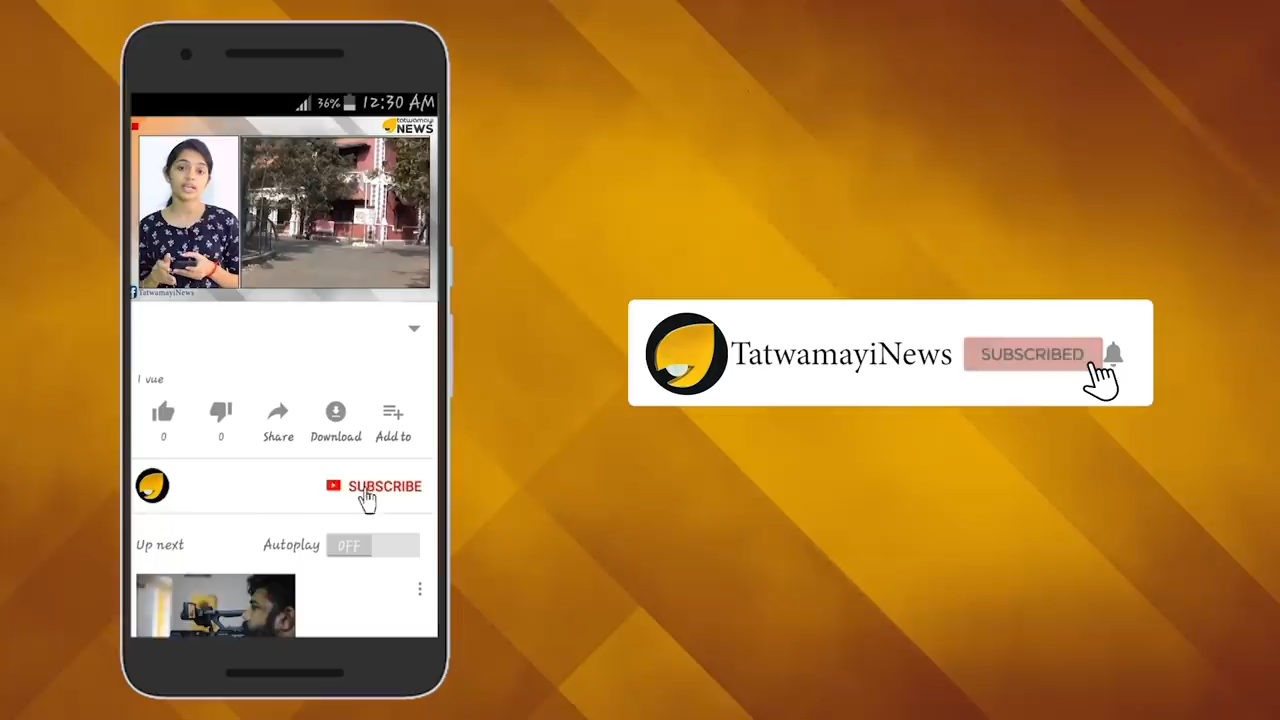 36% 12:30 AM
tatwamayi
NEWS
TatwamayiNews
1 vue
0 0 Share Download Add to
SUBSCRIBE
Up next Autoplay OFF
TatwamayiNews SUBSCRIBED